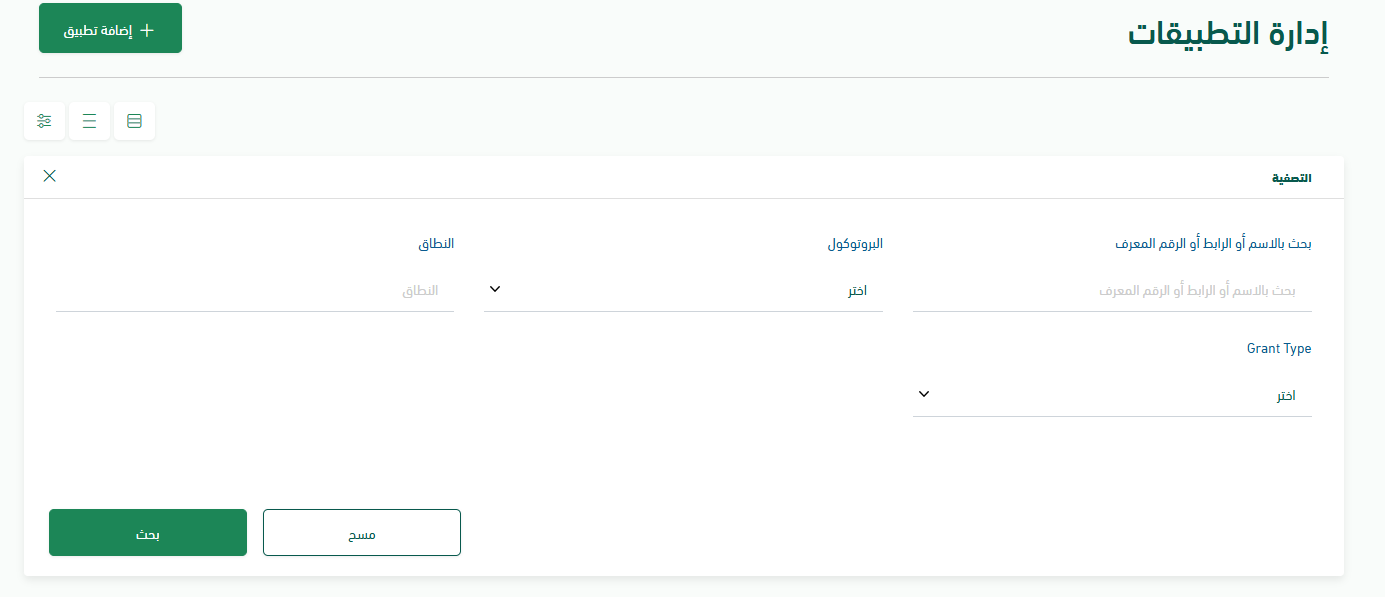 إدارة التطبيقات
إضافة تطبيق
التصفية
بحث بالاسم أو الرابط أو الرقم المعرف
البروتوكول
النطاق
بحث بالاسم أو الرابط أو الرقم المعرف
اختر
النطاق
Grant Type
اختر
مسح
بحث